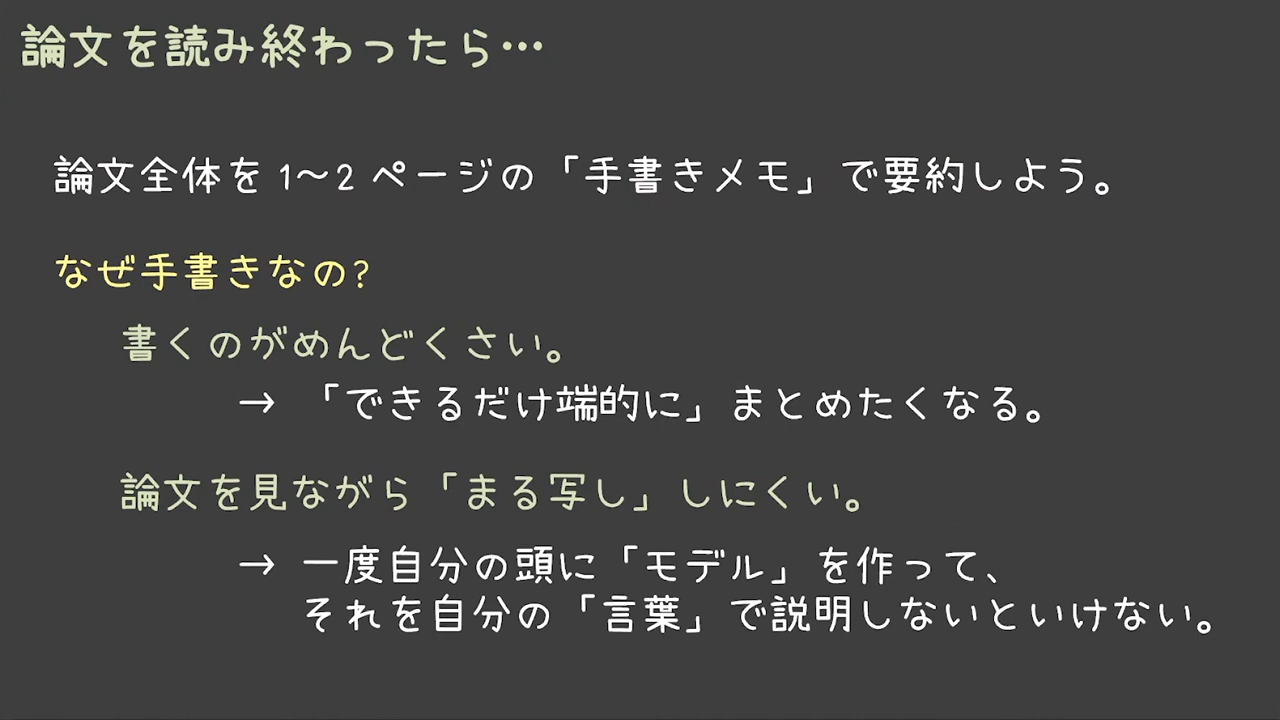 論文を読み終わったら…
論文全体を 1〜2 ページの「手書きメモ」で要約しよう。
なぜ手書きなの?
書くのがめんどくさい。
→ 「できるだけ端的に」まとめたくなる。
論文を見ながら「まる写し」しにくい。
→ 一度自分の頭に「モデル」を作って、
それを自分の「言葉」で説明しないといけない。